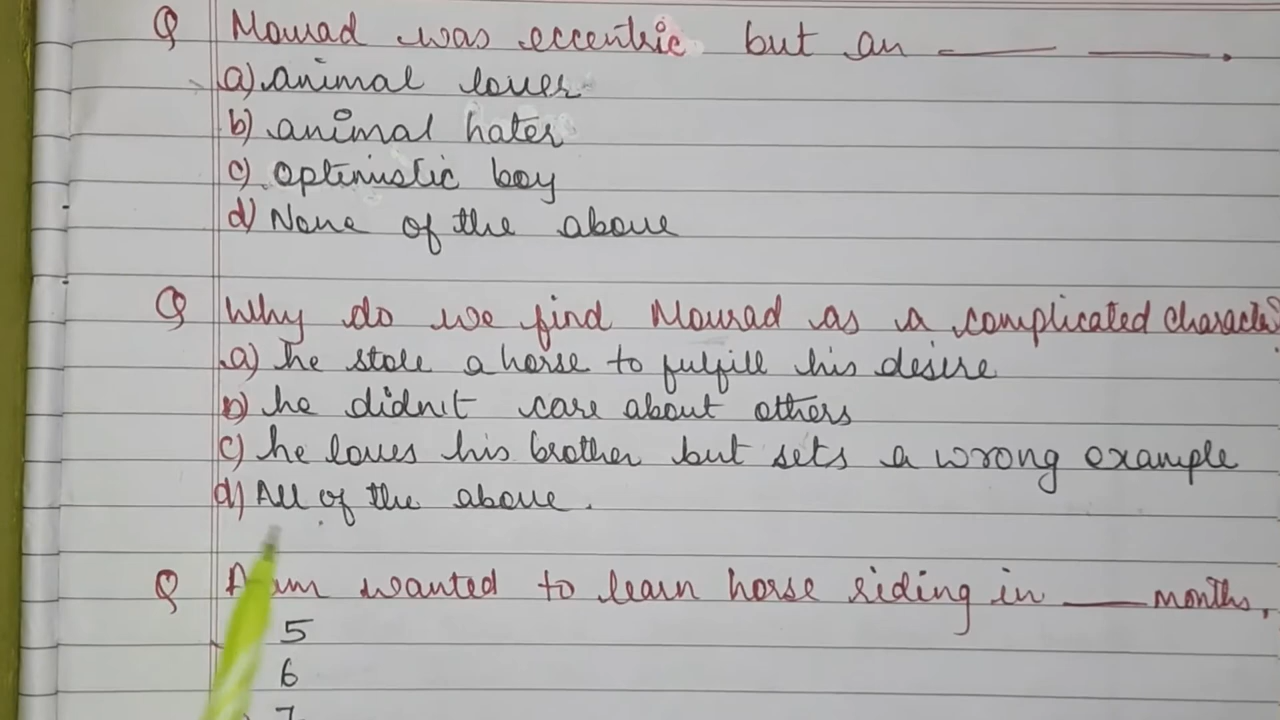 Q Mourad was eccentric but an ___ ___.
a) animal lover
b) animal hater
c) optimistic boy
d) None of the above
Q Why do we find Mourad as a complicated character?
a) he stole a horse to fulfill his desire
b) he didn't care about others
c) he loves his brother but sets a wrong example
d) All of the above.
Q wanted to learn horse riding in ___ months.
5
6
7